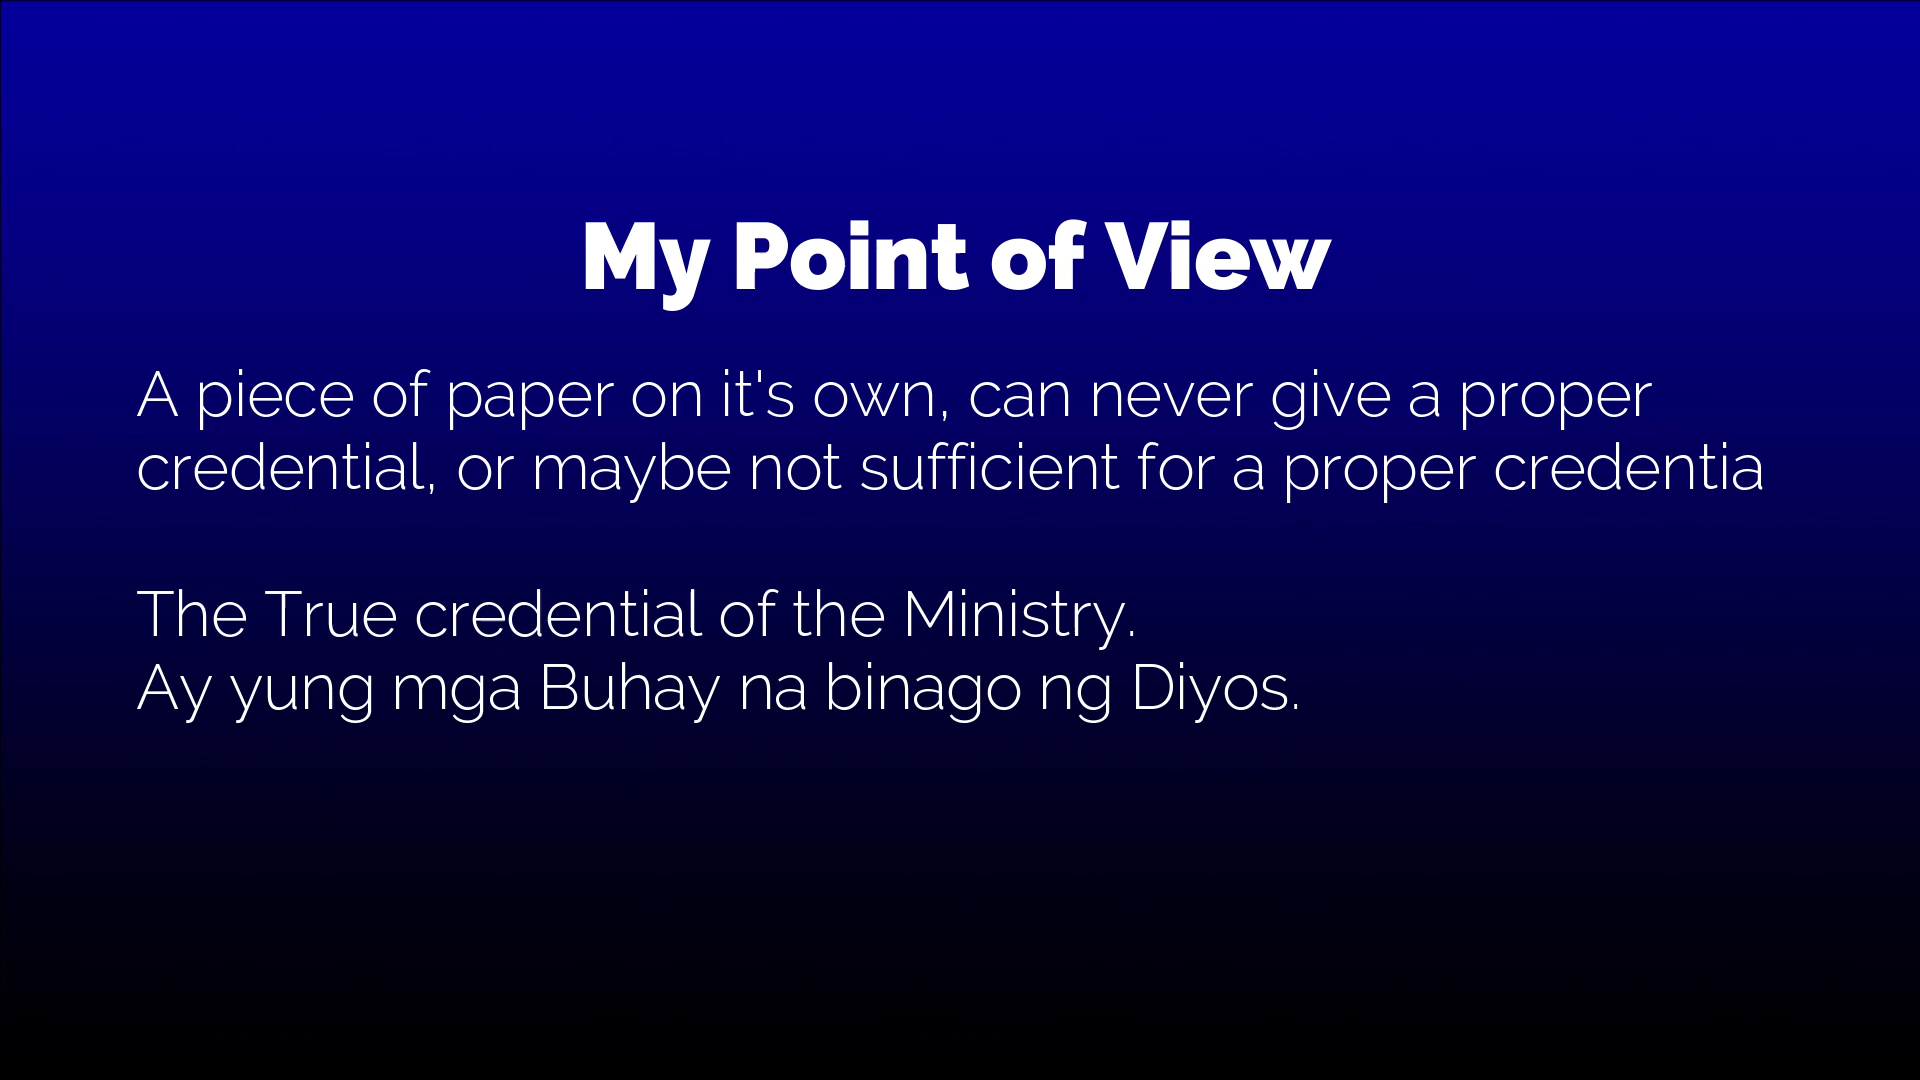 My Point of View
A piece of paper on it's own, can never give a proper
credential, or maybe not sufficient for a proper credentia
The True credential of the Ministry.
Ay yung mga Buhay na binago ng Diyos.